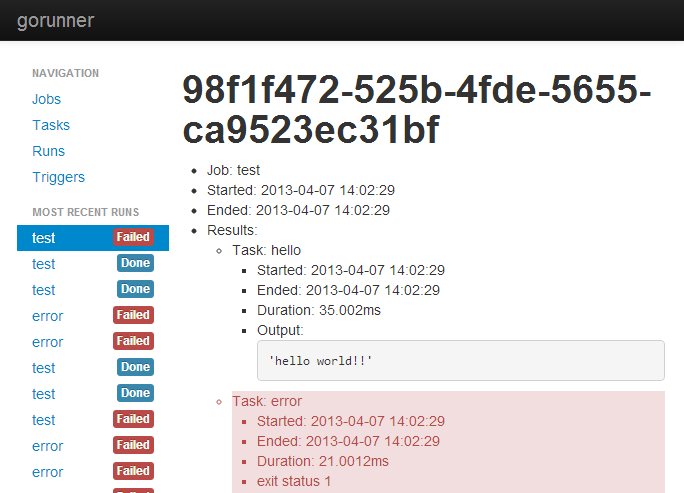 gorunner
NAVIGATION
Jobs
Tasks
Runs
Triggers
MOST RECENT RUNS
test Failed
test Done
test Done
error Failed
error Failed
test Done
test Done
test Failed
error Failed
error Failed
98f1f472-525b-4fde-5655-
ca9523ec31bf
Job: test
Started: 2013-04-07 14:02:29
Ended: 2013-04-07 14:02:29
Results:
Task: hello
Started: 2013-04-07 14:02:29
Ended: 2013-04-07 14:02:29
Duration: 35.002ms
Output:
'hello world!!'
Task: error
Started: 2013-04-07 14:02:29
Ended: 2013-04-07 14:02:29
Duration: 21.0012ms
exit status 1